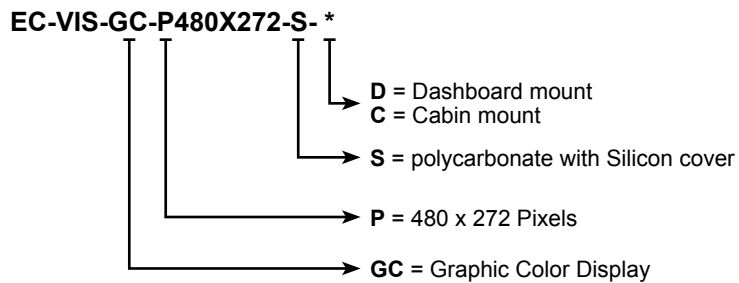 EC-VIS-GC-P480X272-S- *
D = Dashboard mount
C = Cabin mount
S = polycarbonate with Silicon cover
P = 480 x 272 Pixels
GC = Graphic Color Display